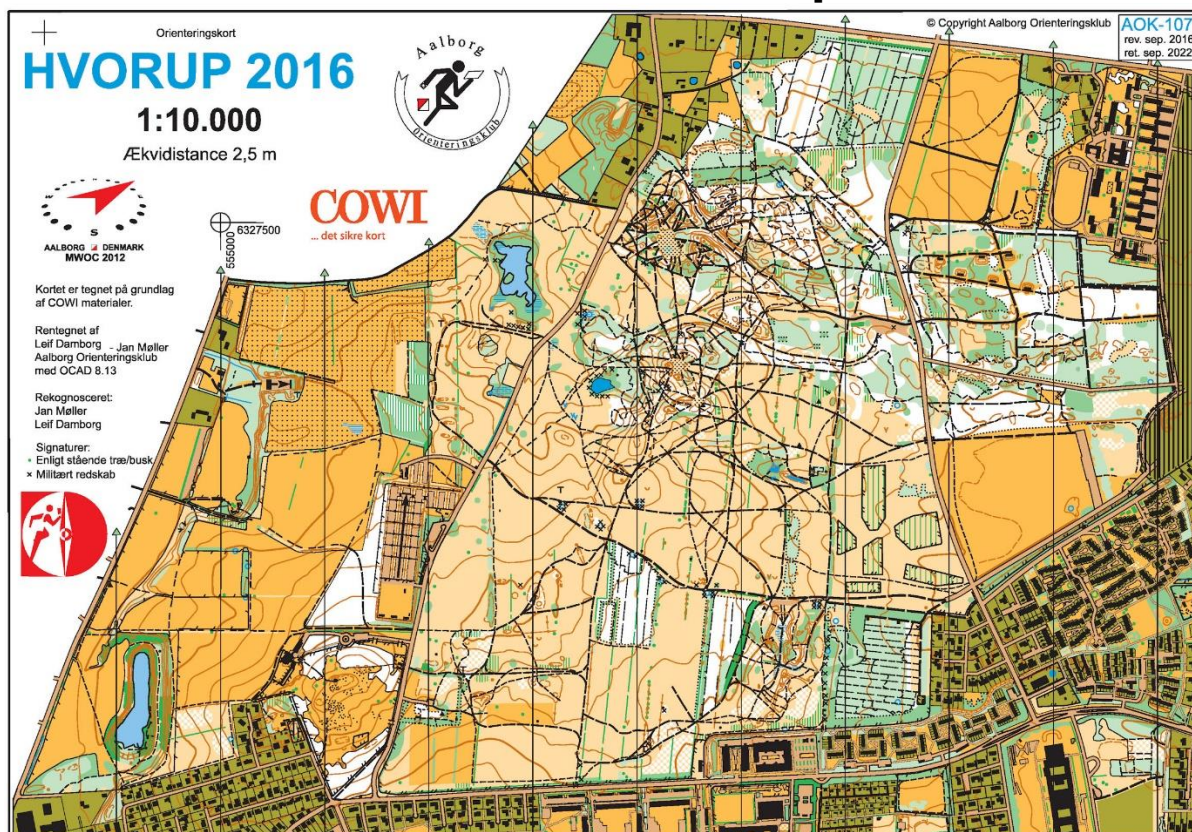 Orienteringskort
HVORUP 2016
1:10.000
Ækvidistance 2,5 m
Aalborg
Orienteringsklub
© Copyright Aalborg Orienteringsklub
AOK-107
rev. sep. 2016
ret. sep. 2022
S
AALBORG DENMARK
MWOC 2012
COWI
... det sikre kort
6327500
555000
Kortet er tegnet på grundlag
af COWI materialer.
Rentegnet af
Leif Damborg - Jan Møller
Aalborg Orienteringsklub
med OCAD 8.13
Rekognosceret:
Jan Møller
Leif Damborg
Signaturer:
Enligt stående træ/busk
× Militært redskab